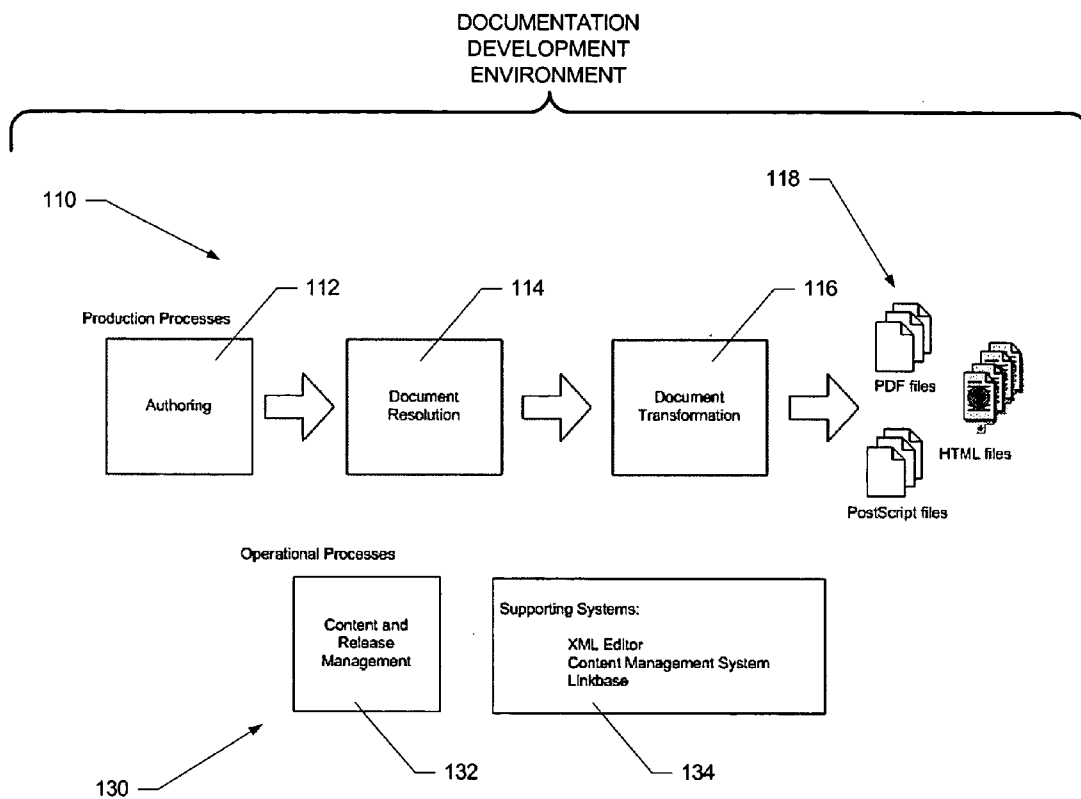 DOCUMENTATION
DEVELOPMENT
ENVIRONMENT
110
118
112
114
116
Production Processes
Authoring
Document
Resolution
Document
Transformation
PDF files
HTML files
PostScript files
Operational Processes
Content and
Release
Management
Supporting Systems:
XML Editor
Content Management System
Linkbase
130
132
134